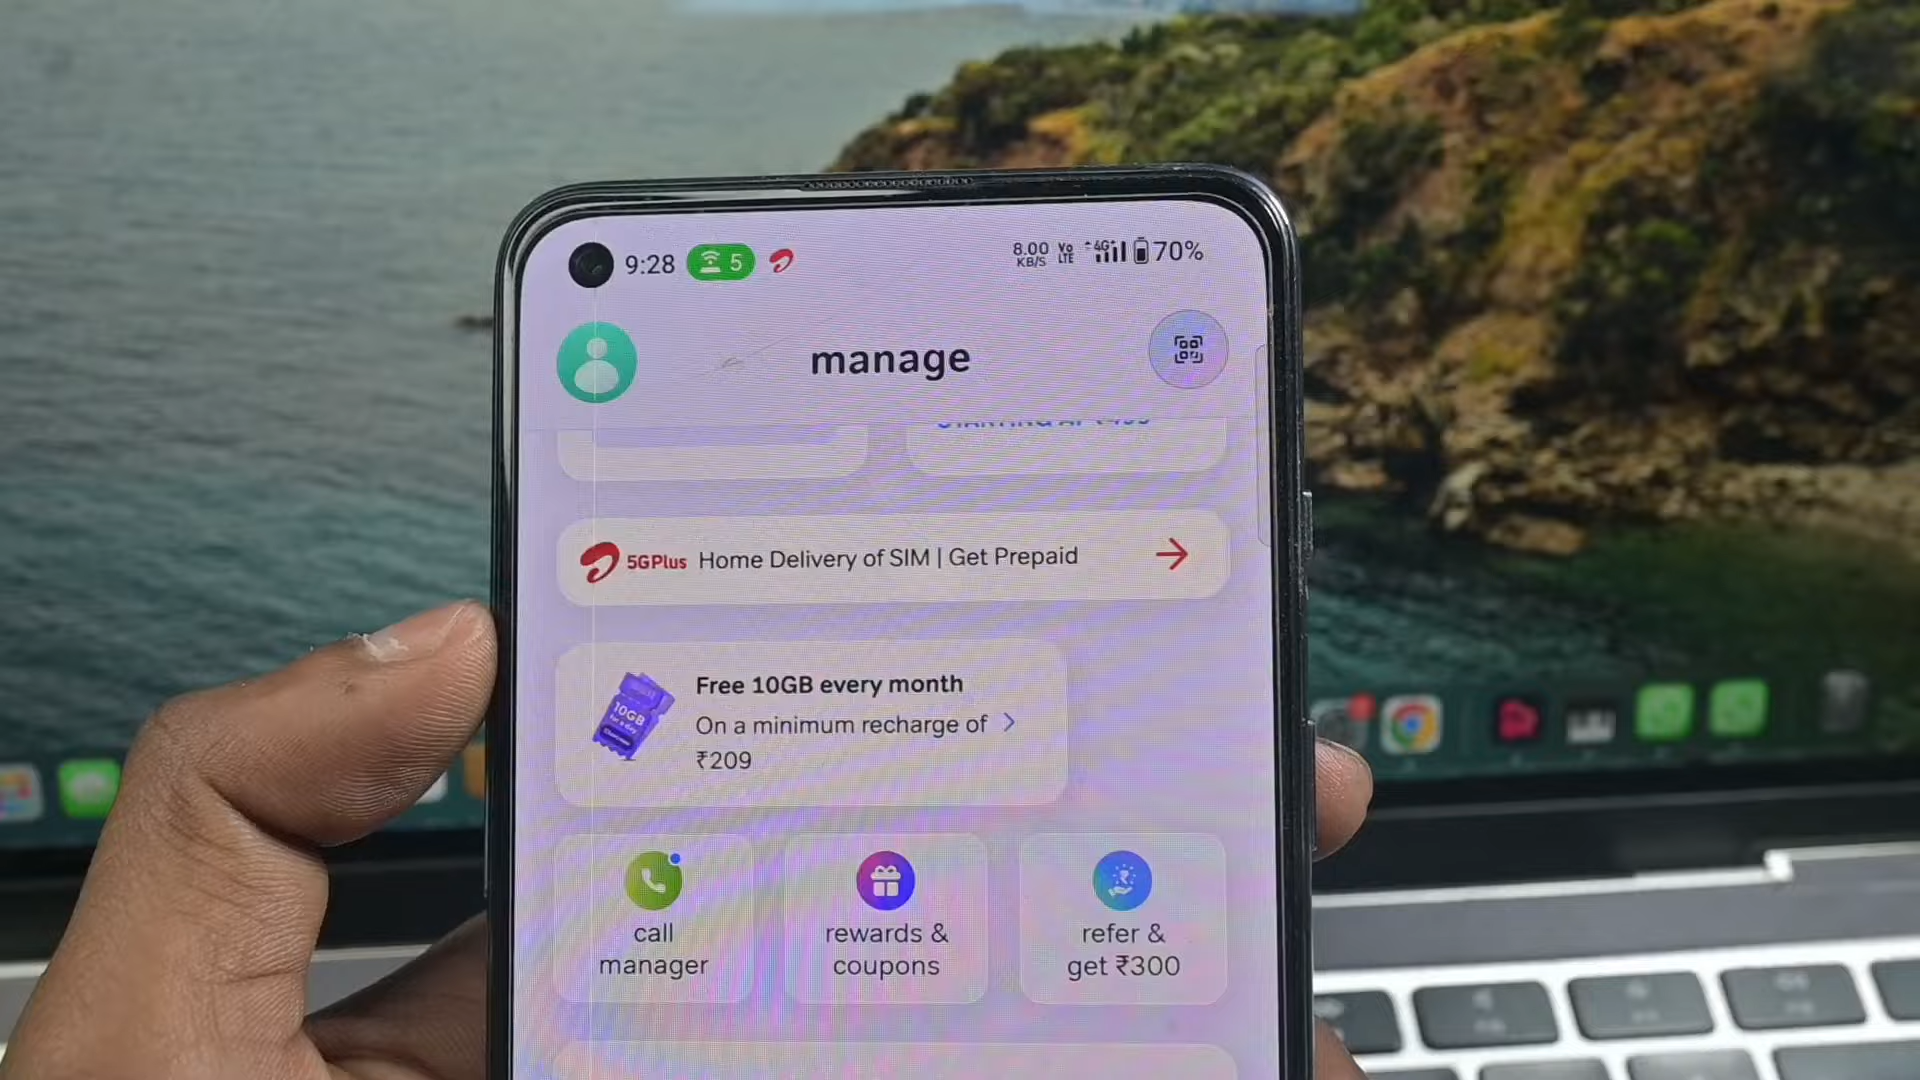 9:28 5 8.00 KB/S Vo LTE 4G+ 70%
manage
5GPlus Home Delivery of SIM | Get Prepaid
Free 10GB every month
10GB
On a minimum recharge of
₹209
call
manager
rewards &
coupons
refer &
get ₹300